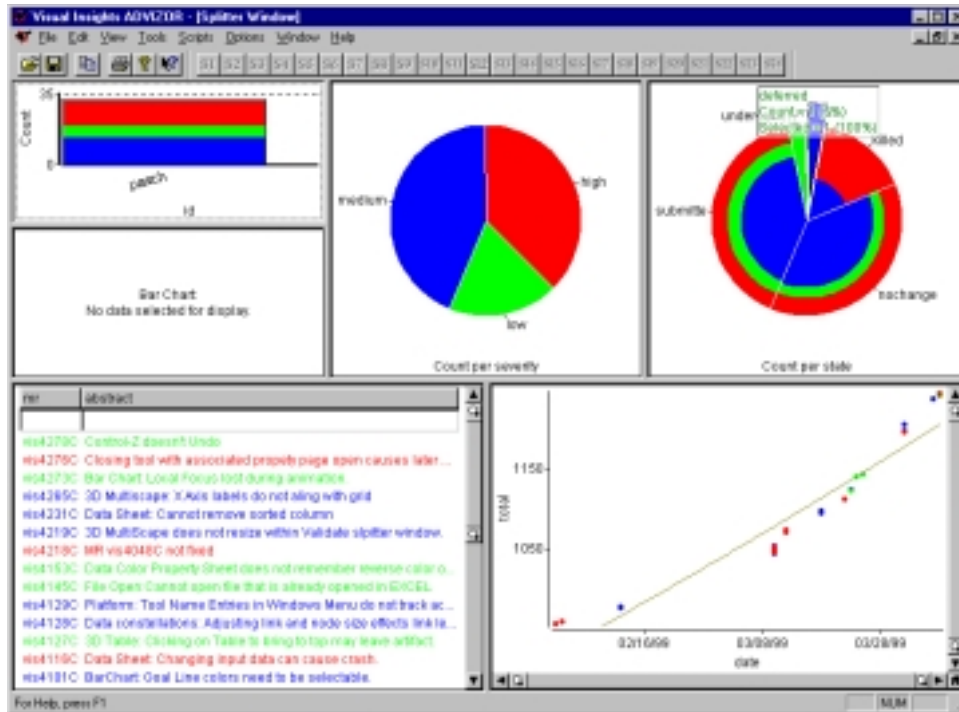 Visual Insights ADVIZOR - [Splitter Window]
File Edit View Tools Scripts Options Window Help
S1 S2 S3 S4 S5 S6 S7 S8 S9 S10 S11 S12 S13 S14 S15 S16 S17 S18 S19 S20 S21 S22 S23 S24
35
Count
0
patch
id
Bar Chart:
No data selected for display.
medium
high
low
Count per severity
deferred
Count
Selected (100%)
under
killed
submitte
nochange
Count per state
mr abstract
vis4278C Control-Z doesn't Undo
vis4276C Closing tool with associated propety page open causes later ...
vis4273C Bar Chart: Local Focus lost during animation.
vis4265C 3D Multiscape: X Axis labels do not aling with grid
vis4231C Data Sheet: Cannot remove sorted column
vis4219C 3D MultiScape does not resize within Validate slpitter window.
vis4218C MR vis4048C not fixed
vis4153C Data Color Property Sheet does not remember reverse color o...
vis4145C File Open: Cannot open file that is already opened in EXCEL
vis4129C Platform: Tool Name Entries in Windows Menu do not track ac...
vis4128C Data constellations: Adjusting link and node size effects link la...
vis4127C 3D Table: Clicking on Table to bring to top may leave artifact.
vis4116C Data Sheet: Changing input data can cause crash.
vis4101C BarChart: Goal Line colors need to be selectable.
total
1150
1050
02/16/99 03/08/99 03/28/99
date
For Help, press F1
NUM